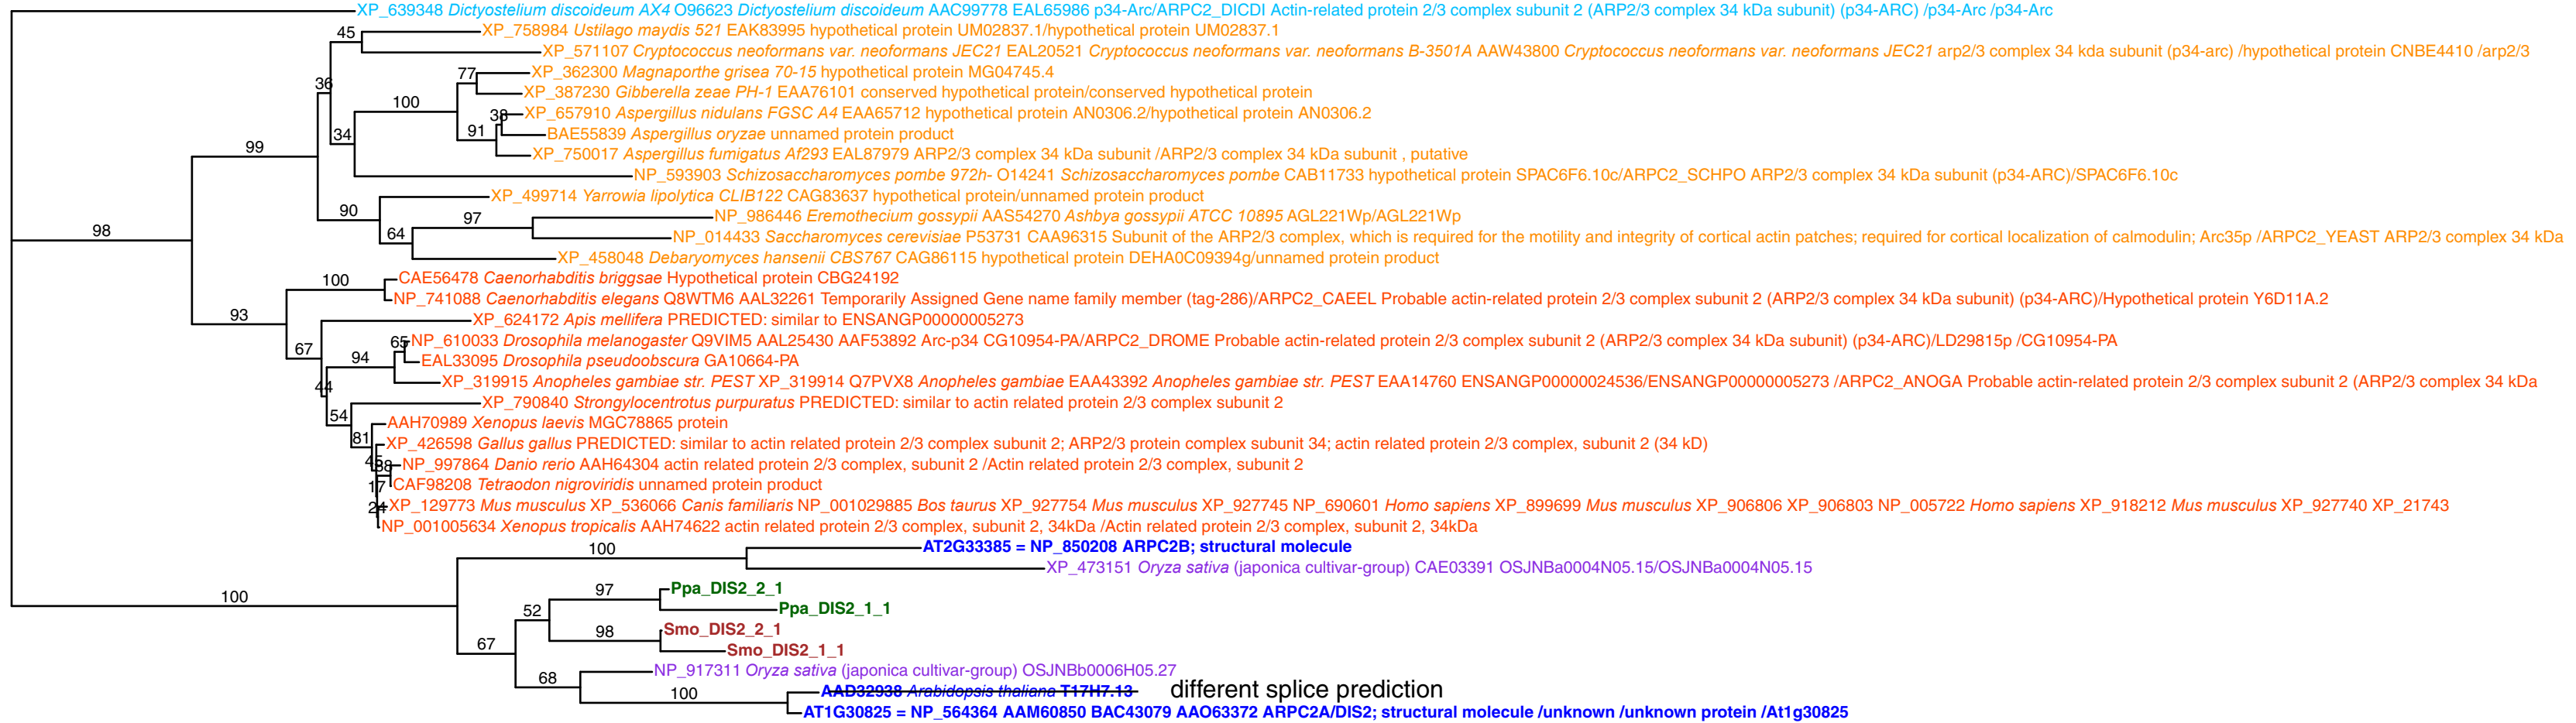 XP_639348 Dictyostelium discoideum AX4 O96623 Dictyostelium discoideum AAC99778 EAL65986 p34-Arc/ARPC2_DICDI Actin-related protein 2/3 complex subunit 2 (ARP2/3 complex 34 kDa subunit) (p34-ARC) /p34-Arc /p34-Arc
45 XP_758984 Ustilago maydis 521 EAK83995 hypothetical protein UM02837.1/hypothetical protein UM02837.1
XP_571107 Cryptococcus neoformans var. neoformans JEC21 EAL20521 Cryptococcus neoformans var. neoformans B-3501A AAW43800 Cryptococcus neoformans var. neoformans JEC21 arp2/3 complex 34 kda subunit (p34-arc) /hypothetical protein CNBE4410 /arp2/3
77 XP_362300 Magnaporthe grisea 70-15 hypothetical protein MG04745.4
36
XP_387230 Gibberella zeae PH-1 EAA76101 conserved hypothetical protein/conserved hypothetical protein
100
38 XP_657910 Aspergillus nidulans FGSC A4 EAA65712 hypothetical protein AN0306.2/hypothetical protein AN0306.2
34 91 BAE55839 Aspergillus oryzae unnamed protein product
99
XP_750017 Aspergillus fumigatus Af293 EAL87979 ARP2/3 complex 34 kDa subunit /ARP2/3 complex 34 kDa subunit , putative
NP_593903 Schizosaccharomyces pombe 972h- O14241 Schizosaccharomyces pombe CAB11733 hypothetical protein SPAC6F6.10c/ARPC2_SCHPO ARP2/3 complex 34 kDa subunit (p34-ARC)/SPAC6F6.10c
XP_499714 Yarrowia lipolytica CLIB122 CAG83637 hypothetical protein/unnamed protein product
90 97 NP_986446 Eremothecium gossypii AAS54270 Ashbya gossypii ATCC 10895 AGL221Wp/AGL221Wp
98 64 NP_014433 Saccharomyces cerevisiae P53731 CAA96315 Subunit of the ARP2/3 complex, which is required for the motility and integrity of cortical actin patches; required for cortical localization of calmodulin; Arc35p /ARPC2_YEAST ARP2/3 complex 34 kDa
XP_458048 Debaryomyces hansenii CBS767 CAG86115 hypothetical protein DEHA0C09394g/unnamed protein product
100 CAE56478 Caenorhabditis briggsae Hypothetical protein CBG24192
NP_741088 Caenorhabditis elegans Q8WTM6 AAL32261 Temporarily Assigned Gene name family member (tag-286)/ARPC2_CAEEL Probable actin-related protein 2/3 complex subunit 2 (ARP2/3 complex 34 kDa subunit) (p34-ARC)/Hypothetical protein Y6D11A.2
93 XP_624172 Apis mellifera PREDICTED: similar to ENSANGP00000005273
67 65 NP_610033 Drosophila melanogaster Q9VIM5 AAL25430 AAF53892 Arc-p34 CG10954-PA/ARPC2_DROME Probable actin-related protein 2/3 complex subunit 2 (ARP2/3 complex 34 kDa subunit) (p34-ARC)/LD29815p /CG10954-PA
94 EAL33095 Drosophila pseudoobscura GA10664-PA
44 XP_319915 Anopheles gambiae str. PEST XP_319914 Q7PVX8 Anopheles gambiae EAA43392 Anopheles gambiae str. PEST EAA14760 ENSANGP00000024536/ENSANGP00000005273 /ARPC2_ANOGA Probable actin-related protein 2/3 complex subunit 2 (ARP2/3 complex 34 kDa
54 XP_790840 Strongylocentrotus purpuratus PREDICTED: similar to actin related protein 2/3 complex subunit 2
AAH70989 Xenopus laevis MGC78865 protein
81 XP_426598 Gallus gallus PREDICTED: similar to actin related protein 2/3 complex subunit 2; ARP2/3 protein complex subunit 34; actin related protein 2/3 complex, subunit 2 (34 kD)
NP_997864 Danio rerio AAH64304 actin related protein 2/3 complex, subunit 2 /Actin related protein 2/3 complex, subunit 2
17 CAF98208 Tetraodon nigroviridis unnamed protein product
XP_129773 Mus musculus XP_536066 Canis familiaris NP_001029885 Bos taurus XP_927754 Mus musculus XP_927745 NP_690601 Homo sapiens XP_899699 Mus musculus XP_906806 XP_906803 NP_005722 Homo sapiens XP_918212 Mus musculus XP_927740 XP_21743
NP_001005634 Xenopus tropicalis AAH74622 actin related protein 2/3 complex, subunit 2, 34kDa /Actin related protein 2/3 complex, subunit 2, 34kDa
100 AT2G33385 = NP_850208 ARPC2B; structural molecule
XP_473151 Oryza sativa (japonica cultivar-group) CAE03391 OSJNBa0004N05.15/OSJNBa0004N05.15
97 Ppa_DIS2_2_1
100 52 Ppa_DIS2_1_1
98 Smo_DIS2_2_1
67 Smo_DIS2_1_1
68 NP_917311 Oryza sativa (japonica cultivar-group) OSJNBb0006H05.27
100 AAD32938 Arabidopsis thaliana T17H7.13 different splice prediction
AT1G30825 = NP_564364 AAM60850 BAC43079 AAO63372 ARPC2A/DIS2; structural molecule /unknown /unknown protein /At1g30825